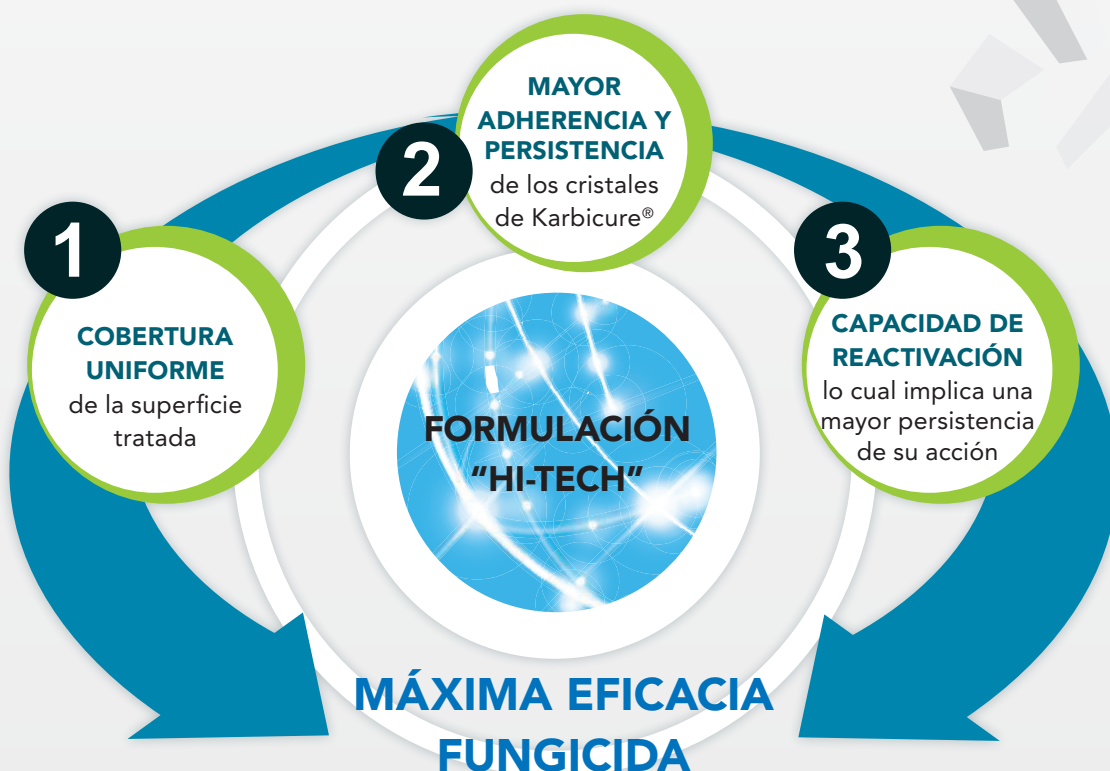 1
COBERTURA
UNIFORME
de la superficie
tratada
2
MAYOR
ADHERENCIA Y
PERSISTENCIA
de los cristales
de Karbicure®
3
CAPACIDAD DE
REACTIVACIÓN
lo cual implica una
mayor persistencia
de su acción
FORMULACIÓN
“HI-TECH”
MÁXIMA EFICACIA
FUNGICIDA